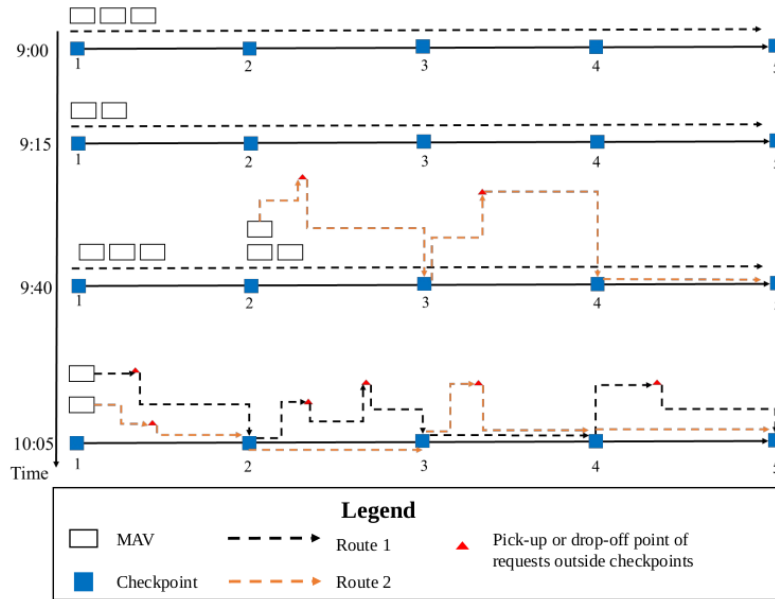 9:00
1 2 3 4
9:15
1 2 3 4
9:40
1 2 3 4
10:05
1 2 3 4
Time
Legend
MAV
Route 1
Pick-up or drop-off point of
requests outside checkpoints
Checkpoint
Route 2